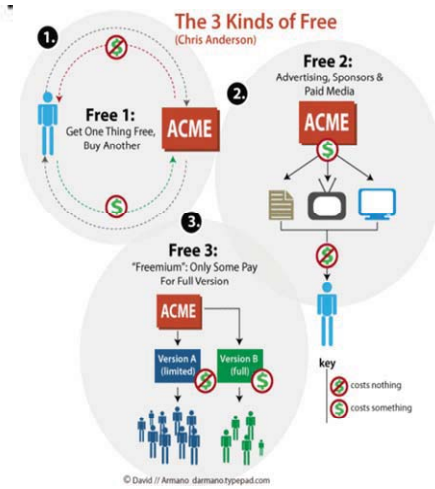 The 3 Kinds of Free
(Chris Anderson)
1.
$
Free 1:
Get One Thing Free,
Buy Another
ACME
$
2.
Free 2:
Advertising, Sponsors &
Paid Media
ACME
$
$
3.
Free 3:
"Freemium": Only Some Pay
For Full Version
ACME
Version A
(limited)
$
Version B
(full)
$
key
$ costs nothing
$ costs something
© David // Armano darmano.typepad.com